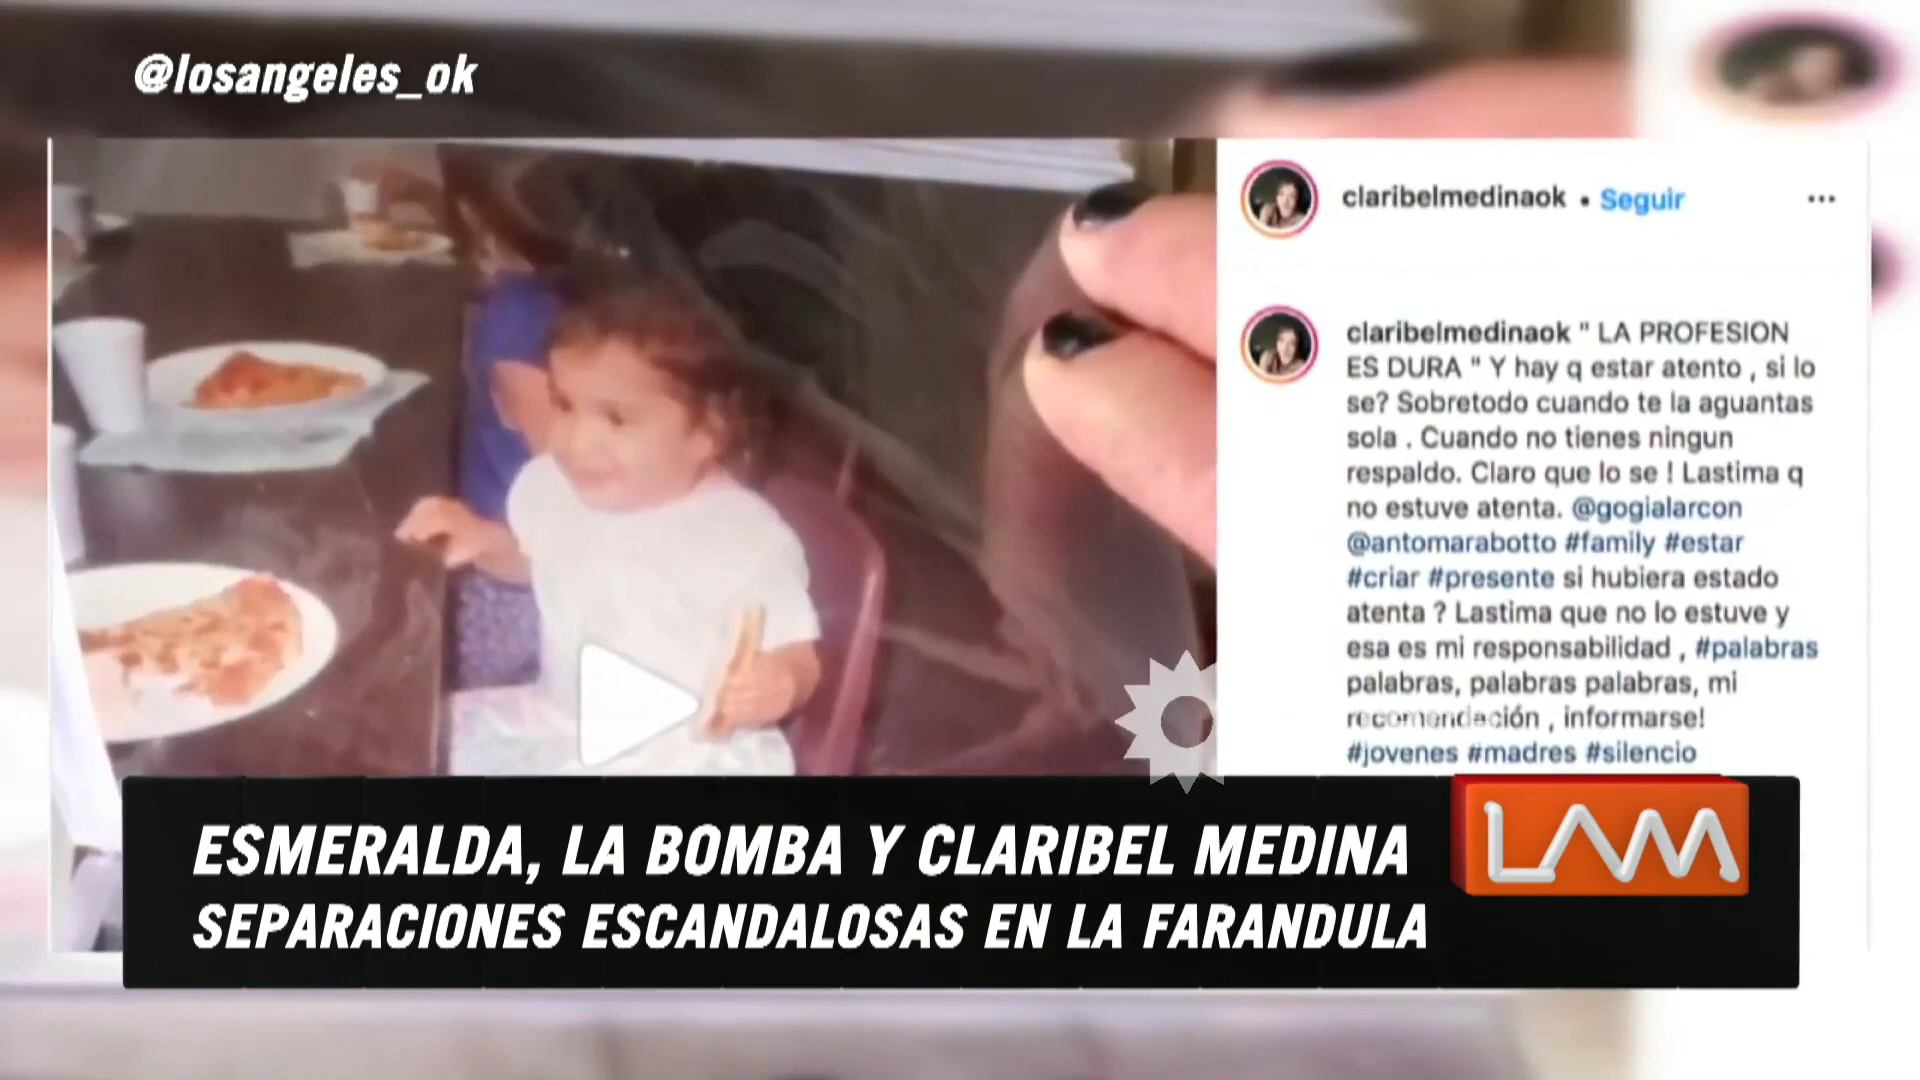 @losangeles_ok
claribelmedinaok • Seguir
claribelmedinaok " LA PROFESION
ES DURA " Y hay q estar atento , si lo
se? Sobretodo cuando te la aguantas
sola . Cuando no tienes ningun
respaldo. Claro que lo se ! Lastima q
no estuve atenta. @gogialarcon
@antomarabotto #family #estar
#criar #presente si hubiera estado
atenta ? Lastima que no lo estuve y
esa es mi responsabilidad , #palabras
palabras, palabras palabras, mi
recomendación , informarse!
#jovenes #madres #silencio
LAM
ESMERALDA, LA BOMBA Y CLARIBEL MEDINA
SEPARACIONES ESCANDALOSAS EN LA FARANDULA